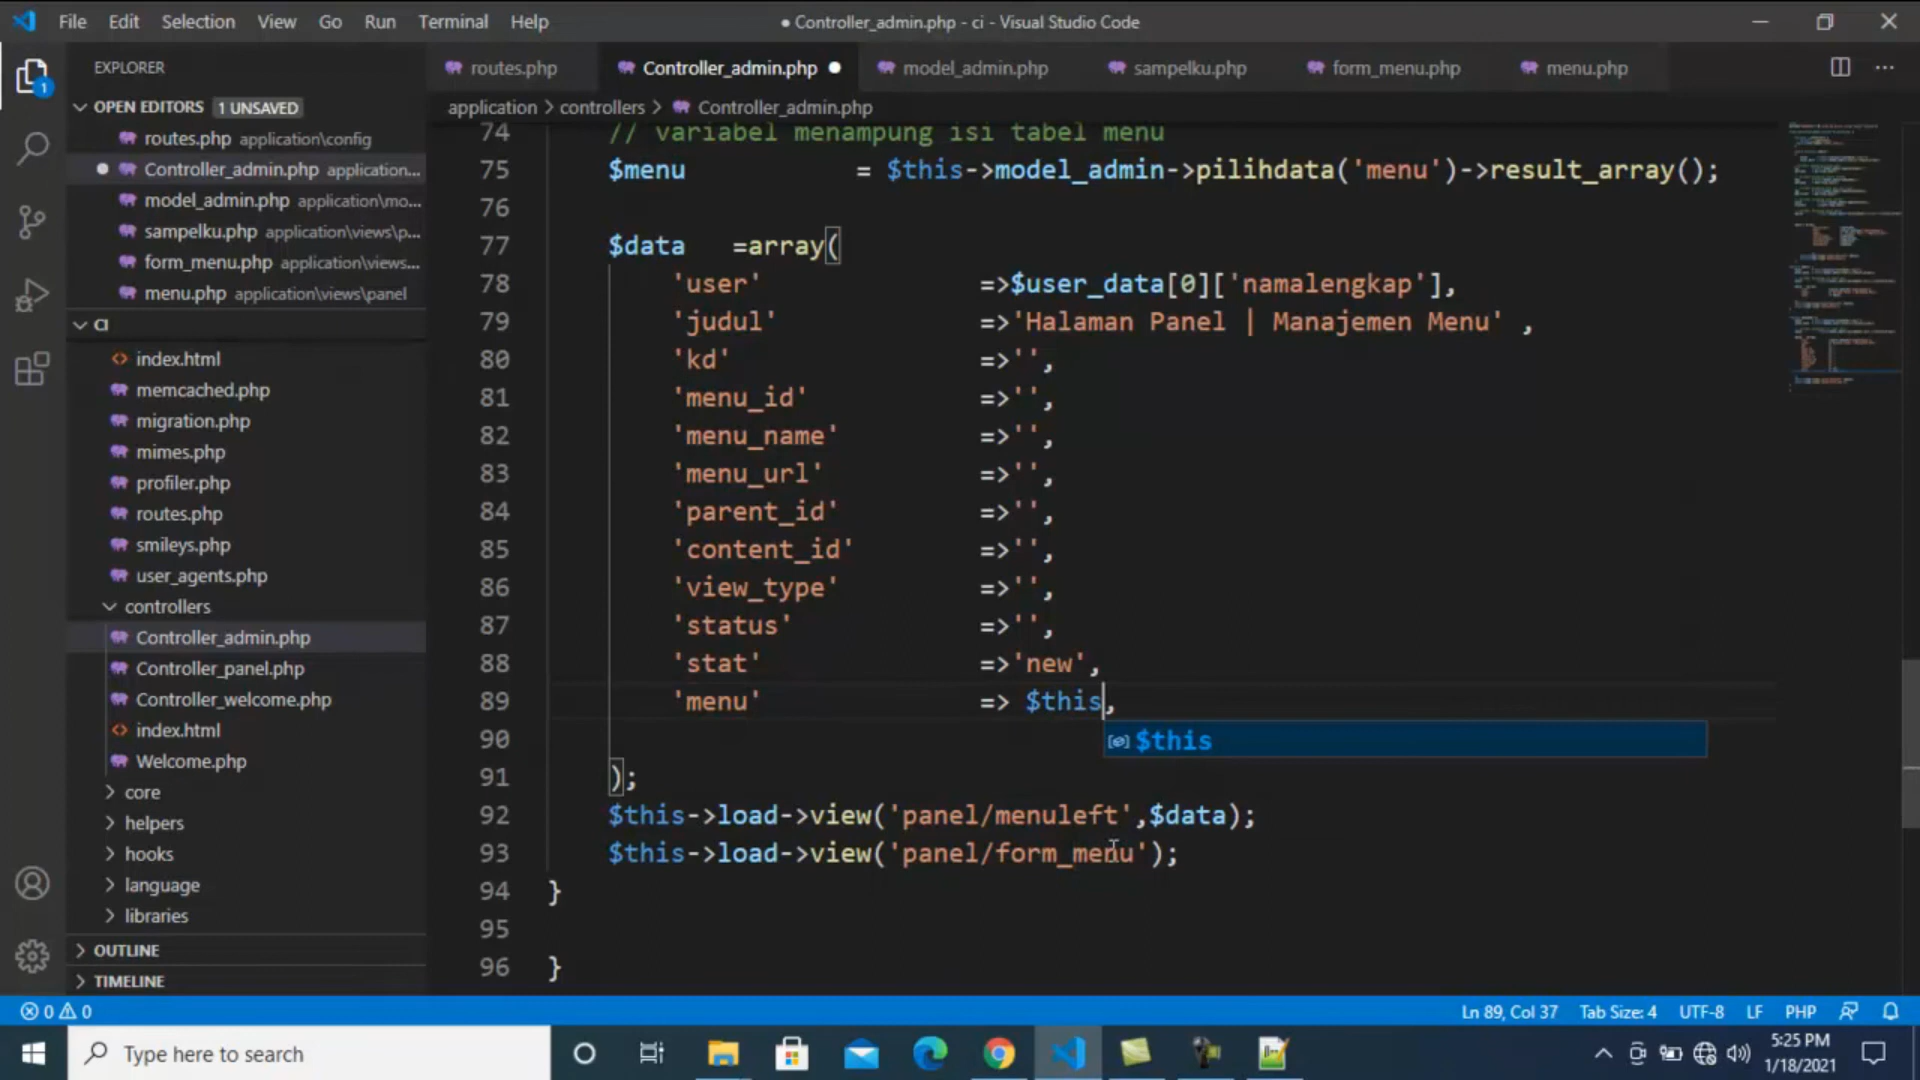 File Edit Selection View Go Run Terminal Help
● Controller_admin.php - ci - Visual Studio Code
EXPLORER
OPEN EDITORS 1 UNSAVED
routes.php application\config
Controller_admin.php application...
model_admin.php application\mo...
sampelku.php application\views\p...
form_menu.php application\views...
menu.php application\views\panel
CI
index.html
memcached.php
migration.php
mimes.php
profiler.php
routes.php
smileys.php
user_agents.php
controllers
Controller_admin.php
Controller_panel.php
Controller_welcome.php
index.html
Welcome.php
core
helpers
hooks
language
libraries
OUTLINE
TIMELINE
1
routes.php Controller_admin.php ● model_admin.php sampelku.php form_menu.php menu.php
application > controllers > Controller_admin.php
74 // variabel menampung isi tabel menu
75 $menu = $this->model_admin->pilihdata('menu')->result_array();
76
77 $data =array(
78 'user' =>$user_data[0]['namalengkap'],
79 'judul' =>'Halaman Panel | Manajemen Menu' ,
80 'kd' =>'',
81 'menu_id' =>'',
82 'menu_name' =>'',
83 'menu_url' =>'',
84 'parent_id' =>'',
85 'content_id' =>'',
86 'view_type' =>'',
87 'status' =>'',
88 'stat' =>'new',
89 'menu' => $this,
$this
90
91 );
92 $this->load->view('panel/menuleft',$data);
93 $this->load->view('panel/form_menu');
94 }
95
96 }
0 0
Ln 89, Col 37 Tab Size: 4 UTF-8 LF PHP
Type here to search
5:25 PM
1/18/2021